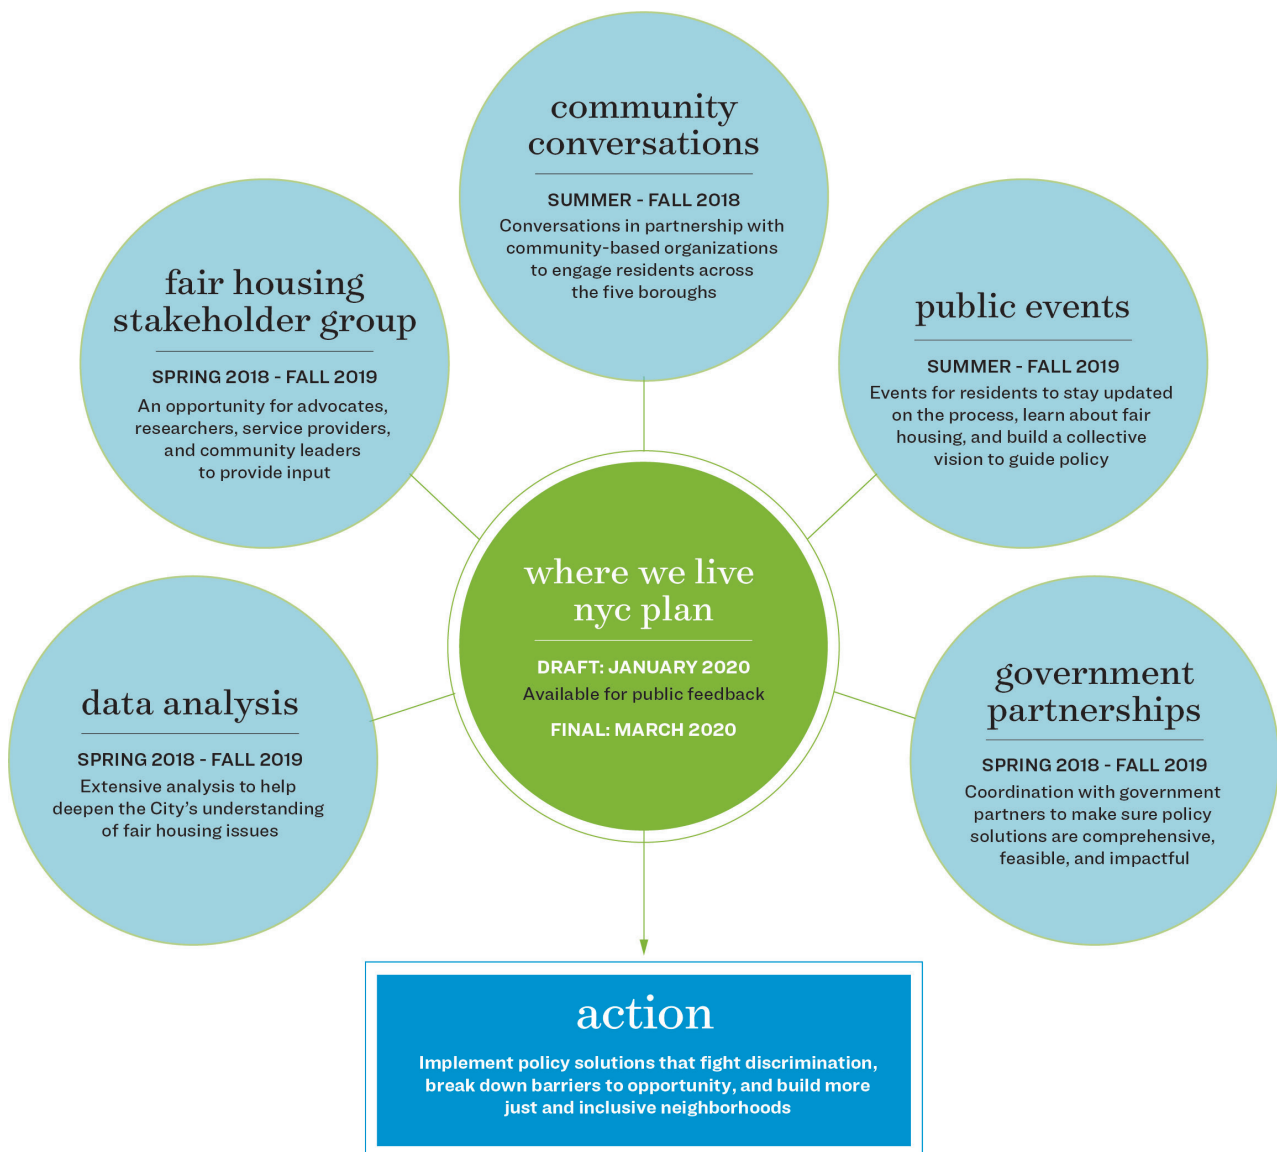 community
conversations
SUMMER - FALL 2018
Conversations in partnership with
community-based organizations
to engage residents across
the five boroughs
fair housing
stakeholder group
SPRING 2018 - FALL 2019
An opportunity for advocates,
researchers, service providers,
and community leaders
to provide input
public events
SUMMER - FALL 2019
Events for residents to stay updated
on the process, learn about fair
housing, and build a collective
vision to guide policy
where we live
nyc plan
DRAFT: JANUARY 2020
Available for public feedback
FINAL: MARCH 2020
data analysis
SPRING 2018 - FALL 2019
Extensive analysis to help
deepen the City’s understanding
of fair housing issues
government
partnerships
SPRING 2018 - FALL 2019
Coordination with government
partners to make sure policy
solutions are comprehensive,
feasible, and impactful
action
Implement policy solutions that fight discrimination,
break down barriers to opportunity, and build more
just and inclusive neighborhoods